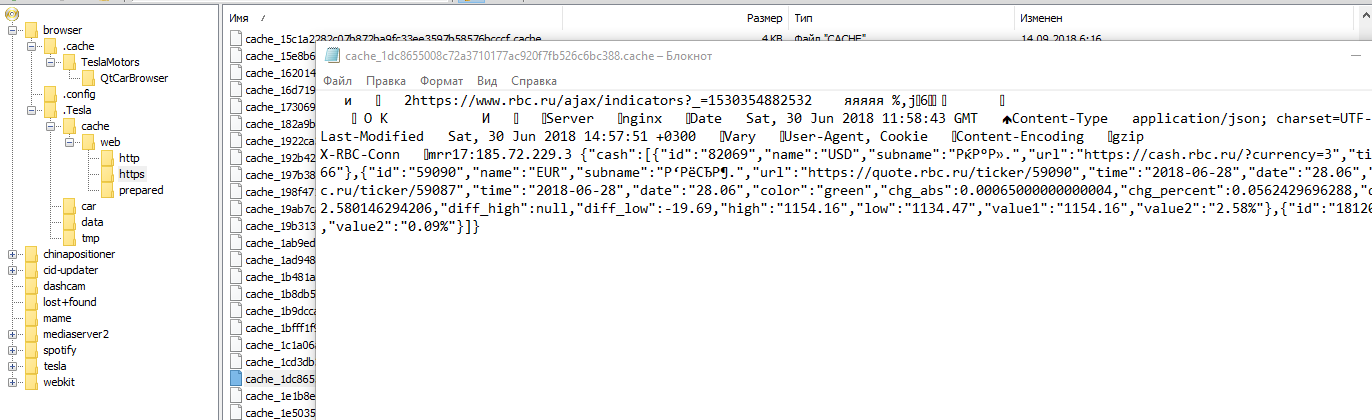 Имя / Размер Тип Изменен
browser
.cache
TeslaMotors
QtCarBrowser
.config
.Tesla
cache
web
http
https
prepared
car
data
tmp
chinapositioner
cid-updater
dashcam
lost+found
mame
mediaserver2
spotify
tesla
webkit
cache_15c1a2282c07b872ba9fc33ee3597b58576bcccf.cache 4 KB Файл "CACHE" 14.09.2018 6:16
cache_15e8b6
cache_162014
cache_16d719
cache_173069
cache_182a9b
cache_1922ca
cache_192b42
cache_197b38
cache_198f47
cache_19ab7c
cache_19b313
cache_1ab9ed
cache_1ad948
cache_1b481a
cache_1b8db5
cache_1b9dcc
cache_1bfff1f9
cache_1c1a06
cache_1cd3db
cache_1dc865
cache_1e1b8e
cache_1e5035
cache_1dc8655008c72a3710177ac920f7fb526c6bc388.cache – Блокнот
Файл Правка Формат Вид Справка
и 2https://www.rbc.ru/ajax/indicators?_=1530354882532 яяяяя %,j6
O K И Server nginx Date Sat, 30 Jun 2018 11:58:43 GMT Content-Type application/json; charset=UTF-
Last-Modified Sat, 30 Jun 2018 14:57:51 +0300 Vary User-Agent, Cookie Content-Encoding gzip
X-RBC-Conn mrr17:185.72.229.3 {"cash":[{"id":"82069","name":"USD","subname":"РќР°Р».","url":"https://cash.rbc.ru/?currency=3","ti
66"},{"id":"59090","name":"EUR","subname":"Р‘РёСЂР¶.","url":"https://quote.rbc.ru/ticker/59090","time":"2018-06-28","date":"28.06",
c.ru/ticker/59087","time":"2018-06-28","date":"28.06","color":"green","chg_abs":0.00065000000000004,"chg_percent":0.0562429696288,"c
2.580146294206,"diff_high":null,"diff_low":-19.69,"high":"1154.16","low":"1134.47","value1":"1154.16","value2":"2.58%"},{"id":"18120
,"value2":"0.09%"}]}